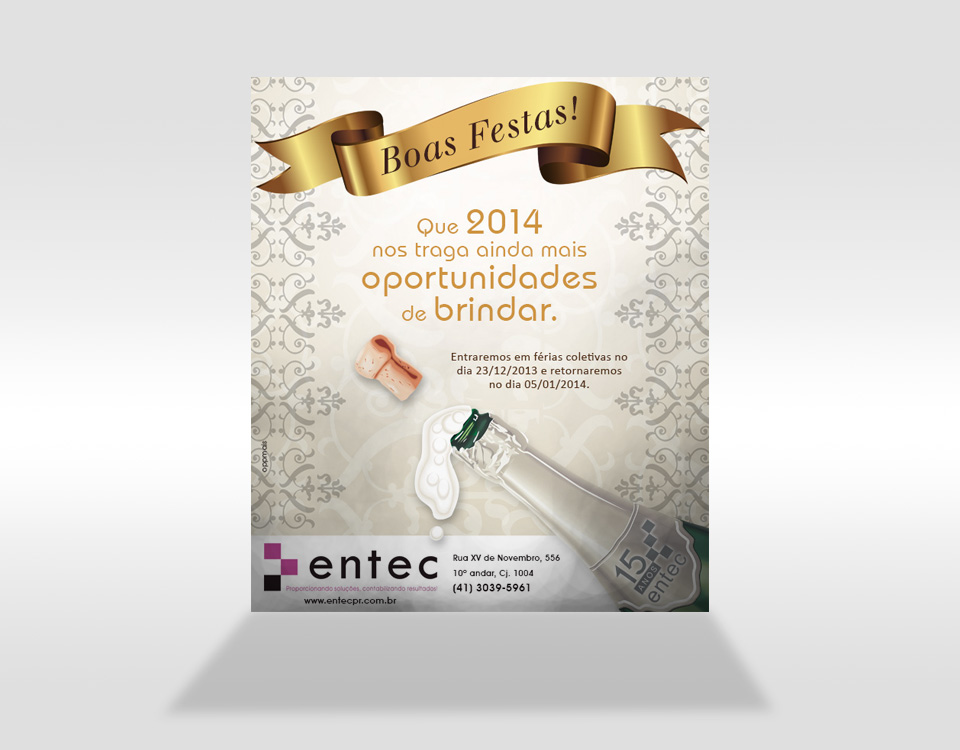 Boas Festas!
Que 2014
nos traga ainda mais
oportunidades
de brindar.
Entraremos em férias coletivas no
dia 23/12/2013 e retornaremos
no dia 05/01/2014.
oppmais
15
ANOS
entec
entec
Proporcionando soluções, contabilizando resultados!
www.entecpr.com.br
Rua XV de Novembro, 556
10º andar, Cj. 1004
(41) 3039-5961